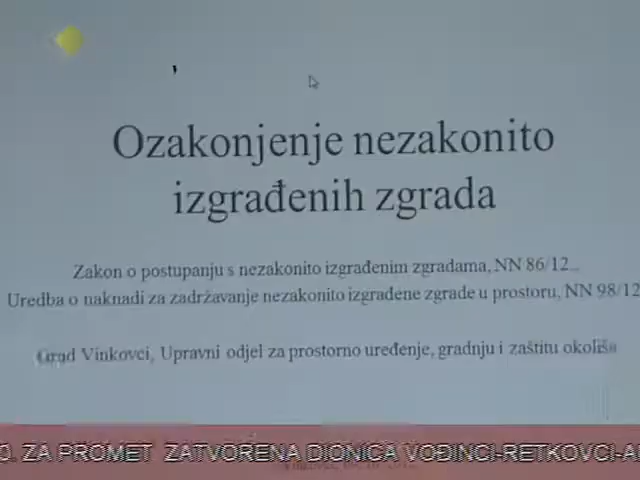 Ozakonjenje nezakonito
izgrađenih zgrada
Zakon o postupanju s nezakonito izgrađenim zgradama, NN 86/12
Uredba o naknadi za zadržavanje nezakonito izgrađene zgrade u prostoru, NN 98/12
Grad Vinkovci, Upravni odjel za prostorno uređenje, gradnju i zaštitu okoliša
ZA PROMET ZATVORENA DIONICA VOĐINCI-RETKOVCI-